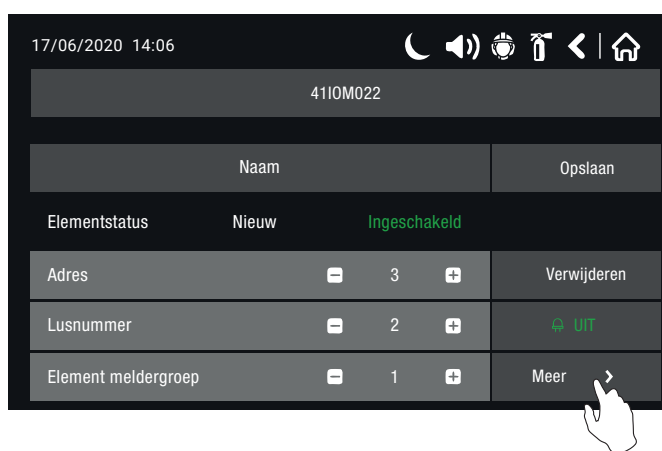 17/06/2020 14:06
41IOM022
Naam Opslaan
Elementstatus Nieuw Ingeschakeld
Adres 3 Verwijderen
Lusnummer 2 UIT
Element meldergroep 1 Meer